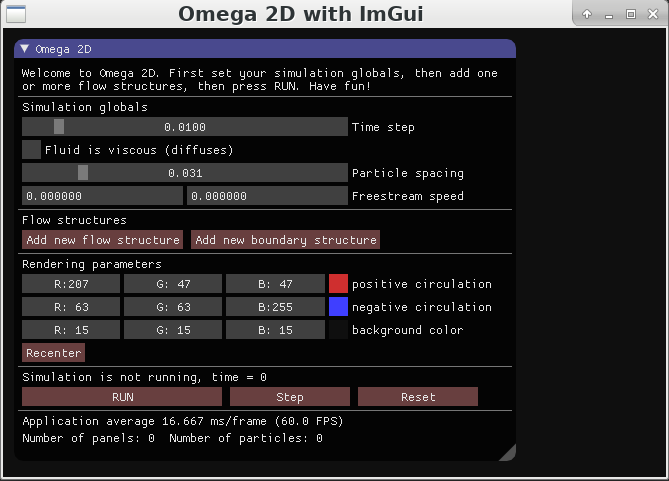 Omega 2D with ImGui
Omega 2D
Welcome to Omega 2D. First set your simulation globals, then add one
or more flow structures, then press RUN. Have fun!
Simulation globals
0.0100 Time step
Fluid is viscous (diffuses)
0.031 Particle spacing
0.000000 0.000000 Freestream speed
Flow structures
Add new flow structure Add new boundary structure
Rendering parameters
R:207 G: 47 B: 47 positive circulation
R: 63 G: 63 B:255 negative circulation
R: 15 G: 15 B: 15 background color
Recenter
Simulation is not running, time = 0
RUN Step Reset
Application average 16.667 ms/frame (60.0 FPS)
Number of panels: 0  Number of particles: 0